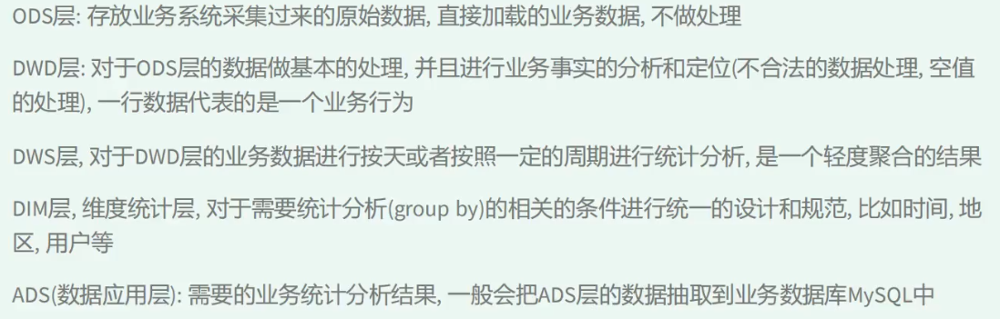 ODS层: 存放业务系统采集过来的原始数据, 直接加载的业务数据, 不做处理
DWD层: 对于ODS层的数据做基本的处理, 并且进行业务事实的分析和定位(不合法的数据处理, 空值
的处理), 一行数据代表的是一个业务行为
DWS层, 对于DWD层的业务数据进行按天或者按照一定的周期进行统计分析, 是一个轻度聚合的结果
DIM层, 维度统计层, 对于需要统计分析(group by)的相关的条件进行统一的设计和规范, 比如时间, 地
区, 用户等
ADS(数据应用层): 需要的业务统计分析结果, 一般会把ADS层的数据抽取到业务数据库MySQL中